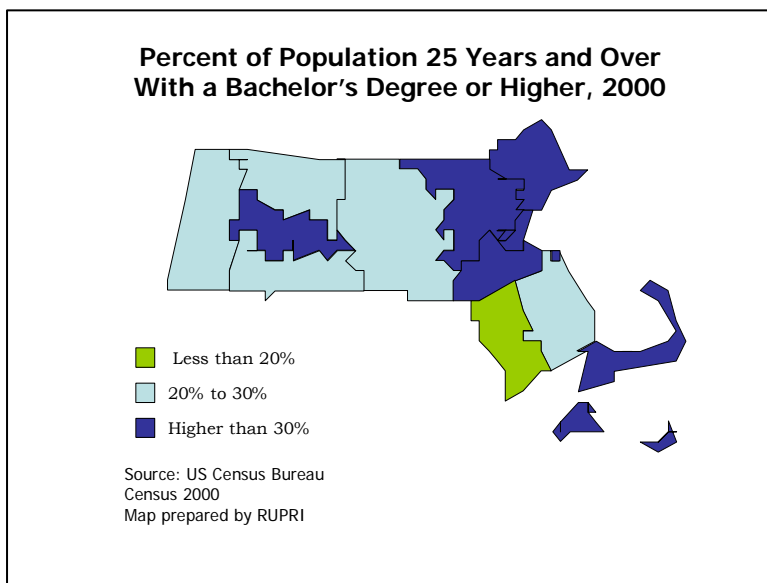 Percent of Population 25 Years and Over
With a Bachelor's Degree or Higher, 2000
Less than 20%
20% to 30%
Higher than 30%
Source: US Census Bureau
Census 2000
Map prepared by RUPRI